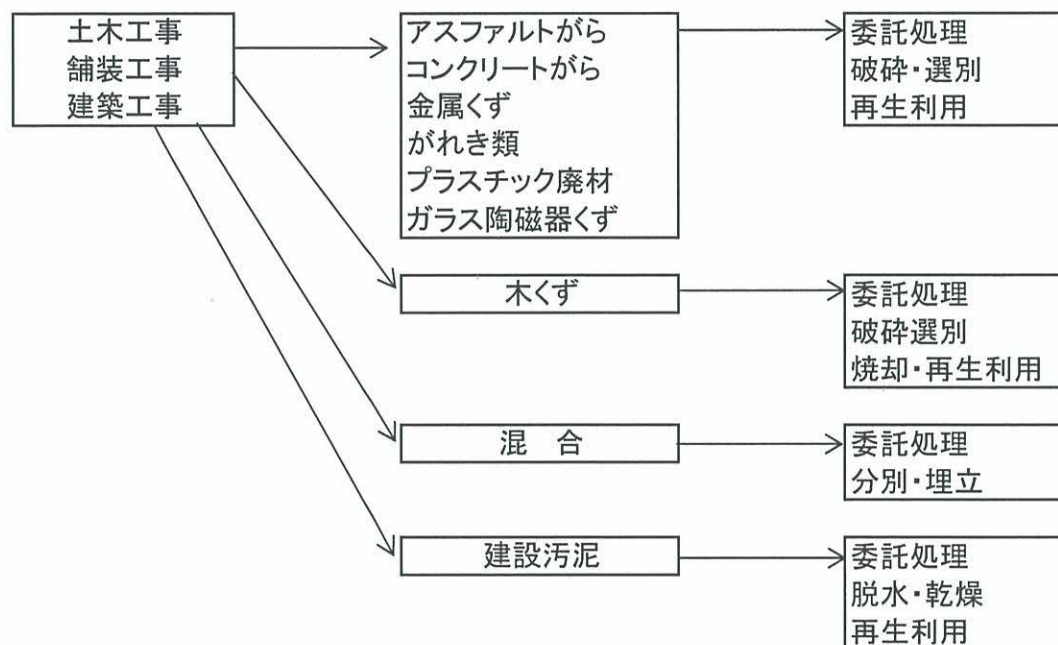 土木工事
舗装工事
建築工事
アスファルトがら
コンクリートがら
金属くず
がれき類
プラスチック廃材
ガラス陶磁器くず
委託処理
破砕・選別
再生利用
木くず
委託処理
破砕選別
焼却・再生利用
混　合
委託処理
分別・埋立
建設汚泥
委託処理
脱水・乾燥
再生利用